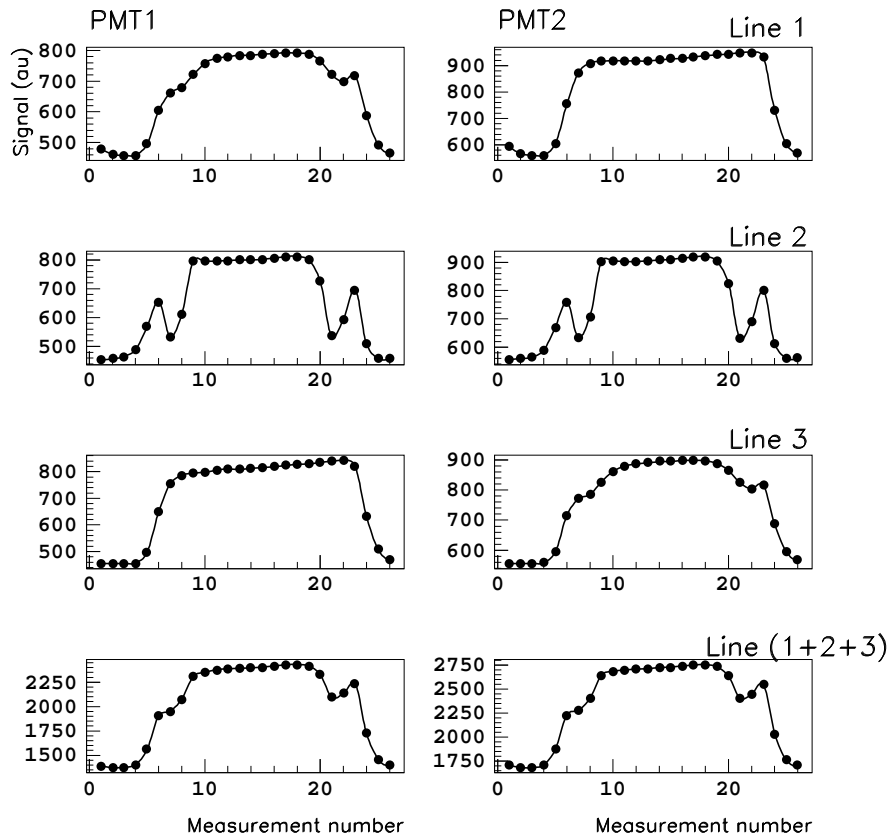 PMT1 PMT2 Line 1
Signal (au)
800 700 600 500
0 10 20
900 800 700 600
0 10 20
Line 2
800 700 600 500
0 10 20
900 800 700 600
0 10 20
Line 3
800 700 600 500
0 10 20
900 800 700 600
0 10 20
Line (1+2+3)
2250 2000 1750 1500
0 10 20
2750 2500 2250 2000 1750
0 10 20
Measurement number Measurement number